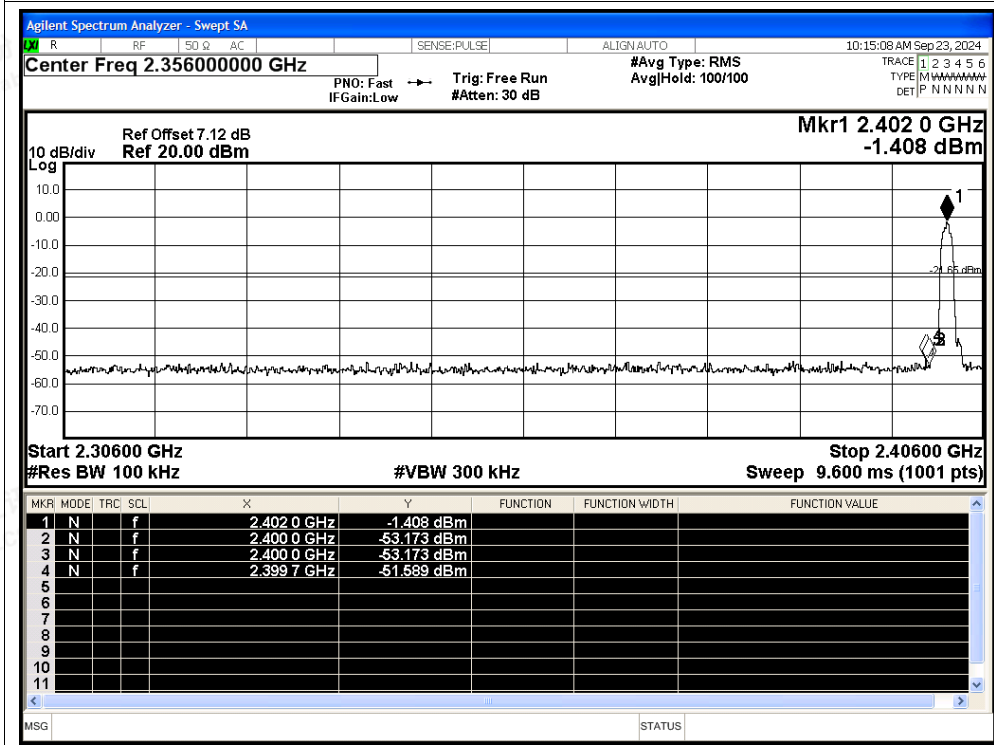 Agilent Spectrum Analyzer - Swept SA
LXI R RF 50 Ω AC SENSE:PULSE ALIGN AUTO 10:15:08 AM Sep 23, 2024
Center Freq 2.356000000 GHz #Avg Type: RMS TRACE 1 2 3 4 5 6
PNO: Fast Trig: Free Run Avg|Hold: 100/100 TYPE M
IFGain:Low #Atten: 30 dB DET P N N N N N
Mkr1 2.402 0 GHz
Ref Offset 7.12 dB
10 dB/div Ref 20.00 dBm -1.408 dBm
Log
10.0
1
0.00
-10.0
-20.0
-21.65 dBm
-30.0
-40.0
-50.0
-60.0
-70.0
Start 2.30600 GHz Stop 2.40600 GHz
#Res BW 100 kHz #VBW 300 kHz Sweep 9.600 ms (1001 pts)
MKR MODE TRC SCL X Y FUNCTION FUNCTION WIDTH FUNCTION VALUE
1 N f 2.402 0 GHz -1.408 dBm
2 N f 2.400 0 GHz -53.173 dBm
3 N f 2.400 0 GHz -53.173 dBm
4 N f 2.399 7 GHz -51.589 dBm
5
6
7
8
9
10
11
MSG STATUS